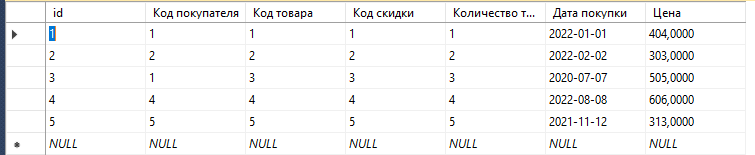 id Код покупателя Код товара Код скидки Количество т... Дата покупки Цена
1 1 1 1 1 2022-01-01 404,0000
2 2 2 2 2 2022-02-02 303,0000
3 1 3 3 3 2020-07-07 505,0000
4 4 4 4 4 2022-08-08 606,0000
5 5 5 5 5 2021-11-12 313,0000
NULL NULL NULL NULL NULL NULL NULL